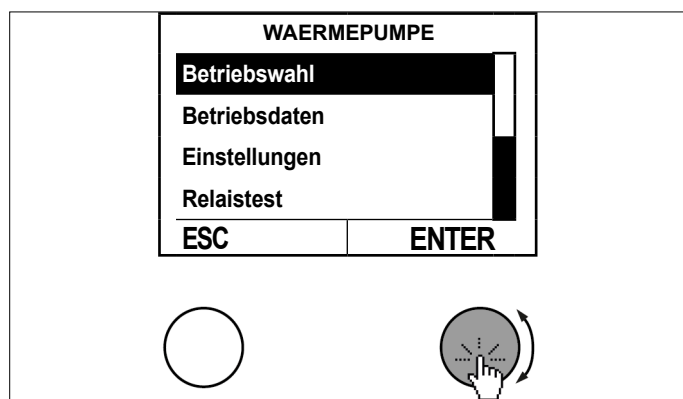 WAERMEPUMPE
Betriebswahl
Betriebsdaten
Einstellungen
Relaistest
ESC ENTER